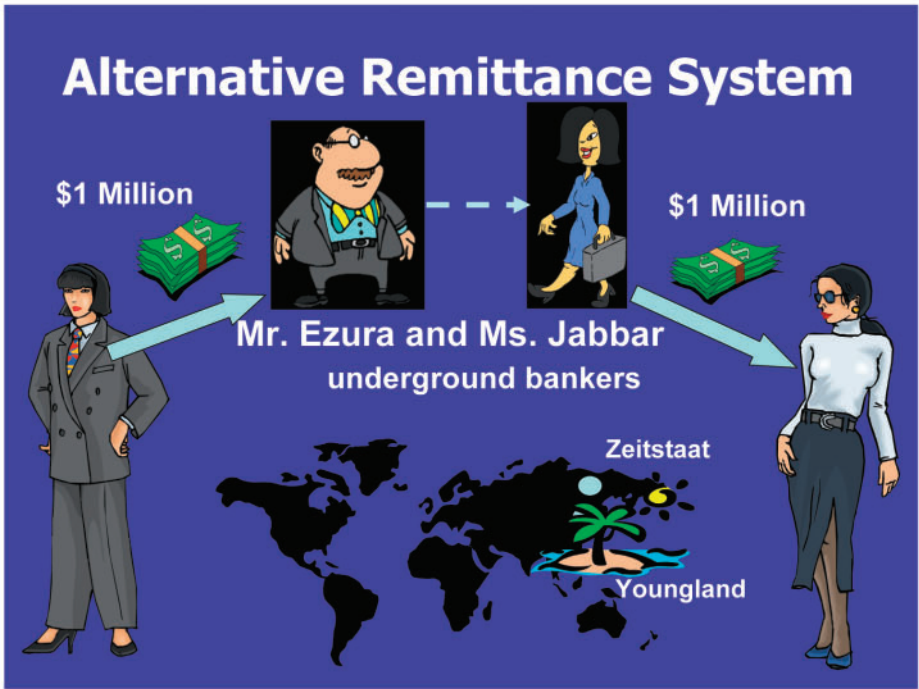 Alternative Remittance System
$1 Million
$1 Million
Mr. Ezura and Ms. Jabbar
underground bankers
Zeitstaat
Youngland